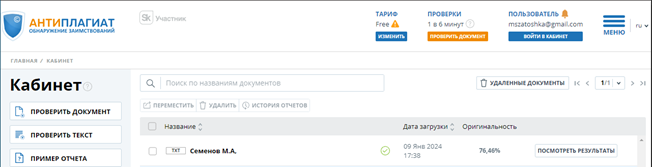 АНТИПЛАГИАТ
ОБНАРУЖЕНИЕ ЗАИМСТВОВАНИЙ
Sk Участник
ТАРИФ
Free
ИЗМЕНИТЬ
ПРОВЕРКИ
1 в 6 минут ?
ПРОВЕРИТЬ ДОКУМЕНТ
ПОЛЬЗОВАТЕЛЬ
mszatoshka@gmail.com
ВОЙТИ В КАБИНЕТ
МЕНЮ
ru
ГЛАВНАЯ / КАБИНЕТ
Кабинет ?
Поиск по названиям документов
УДАЛЕННЫЕ ДОКУМЕНТЫ
1/1
ПРОВЕРИТЬ ДОКУМЕНТ
ПЕРЕМЕСТИТЬ
УДАЛИТЬ
ИСТОРИЯ ОТЧЕТОВ
ПРОВЕРИТЬ ТЕКСТ
Название
Дата загрузки
Оригинальность
ПРИМЕР ОТЧЕТА
TXT Семенов М.А.
09 Янв 2024
17:38
76,46%
ПОСМОТРЕТЬ РЕЗУЛЬТАТЫ